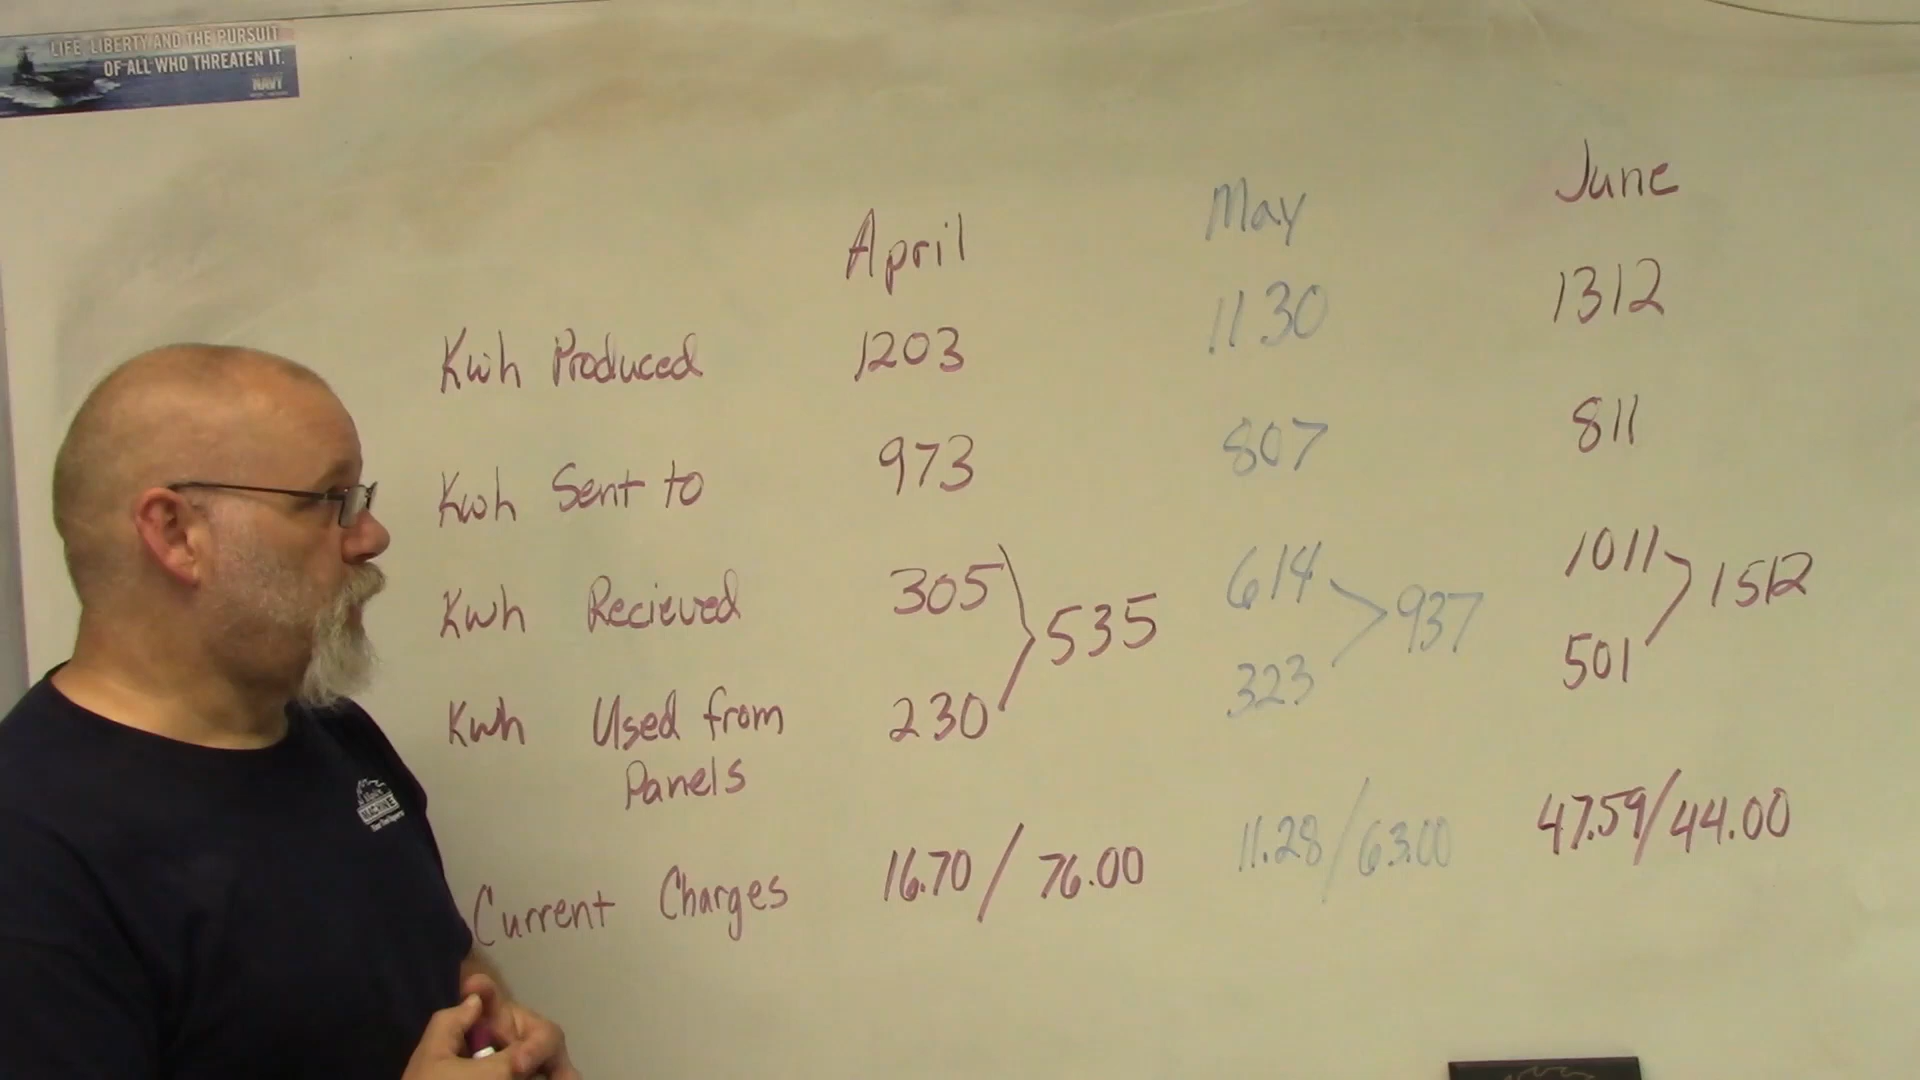 LIFE, LIBERTY AND THE PURSUIT
OF ALL WHO THREATEN IT.
NAVY
April May June
Kwh Produced 1203 1130 1312
Kwh Sent to 973 807 811
Kwh Recieved 305 614 1011
535 937 1512
Kwh Used from 230 323 501
Panels
Current Charges 16.70 / 76.00 11.28 / 63.00 47.59 / 44.00
MACHINE